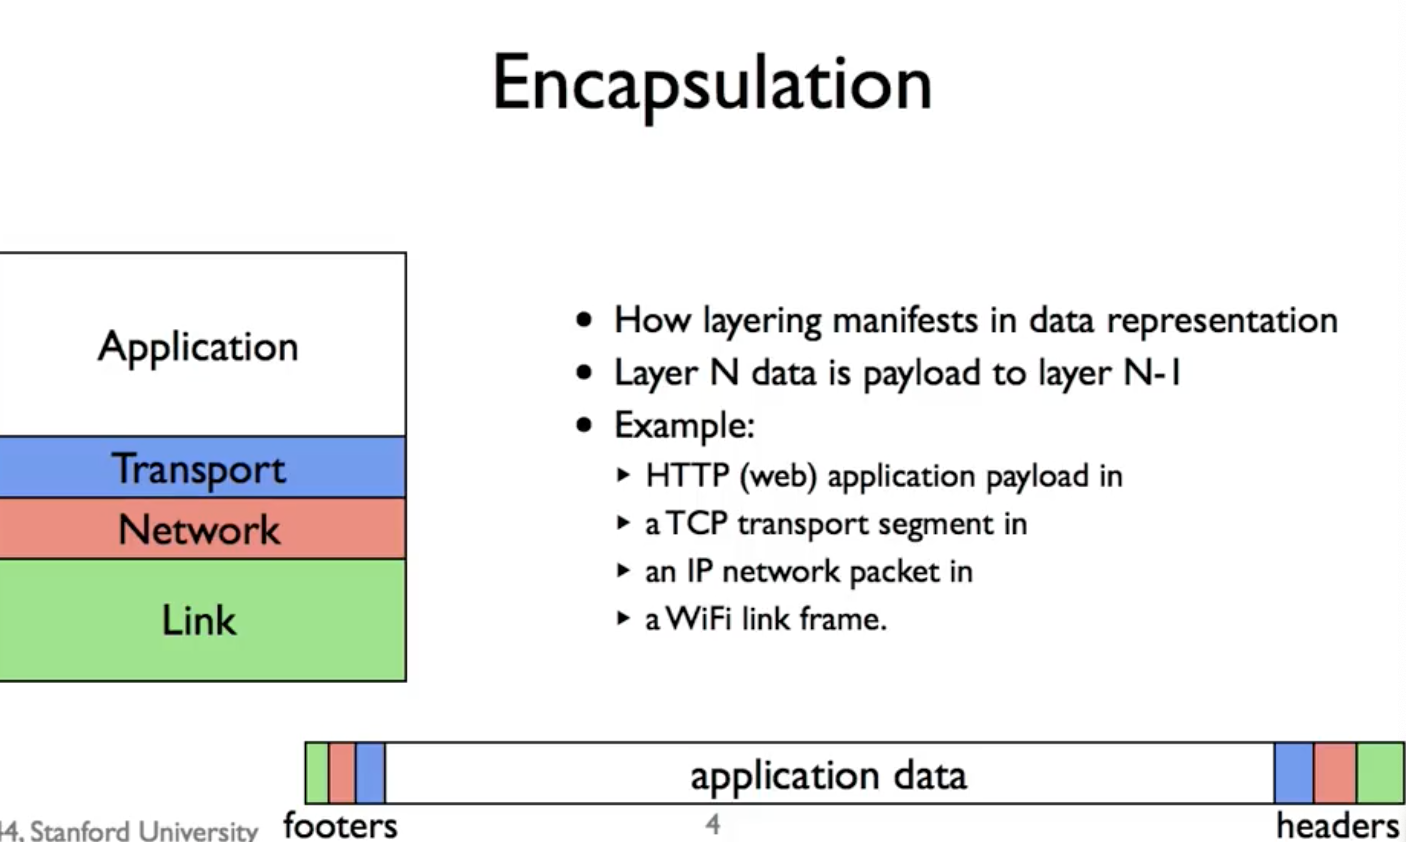 Encapsulation
Application
Transport
Network
Link
• How layering manifests in data representation
• Layer N data is payload to layer N-1
• Example:
‣ HTTP (web) application payload in
‣ a TCP transport segment in
‣ an IP network packet in
‣ a WiFi link frame.
application data
footers
headers
44, Stanford University
4